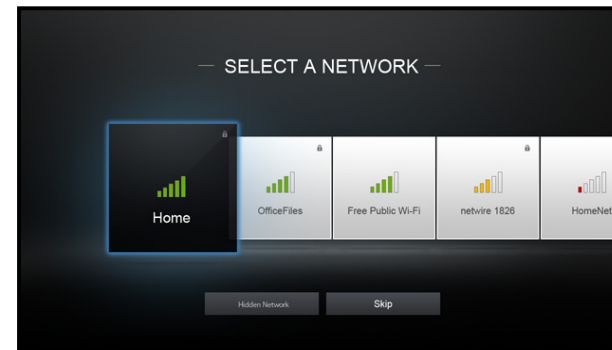 SELECT A NETWORK
Home
OfficeFiles
Free Public Wi-Fi
netwire 1826
HomeNet
Hidden Network
Skip